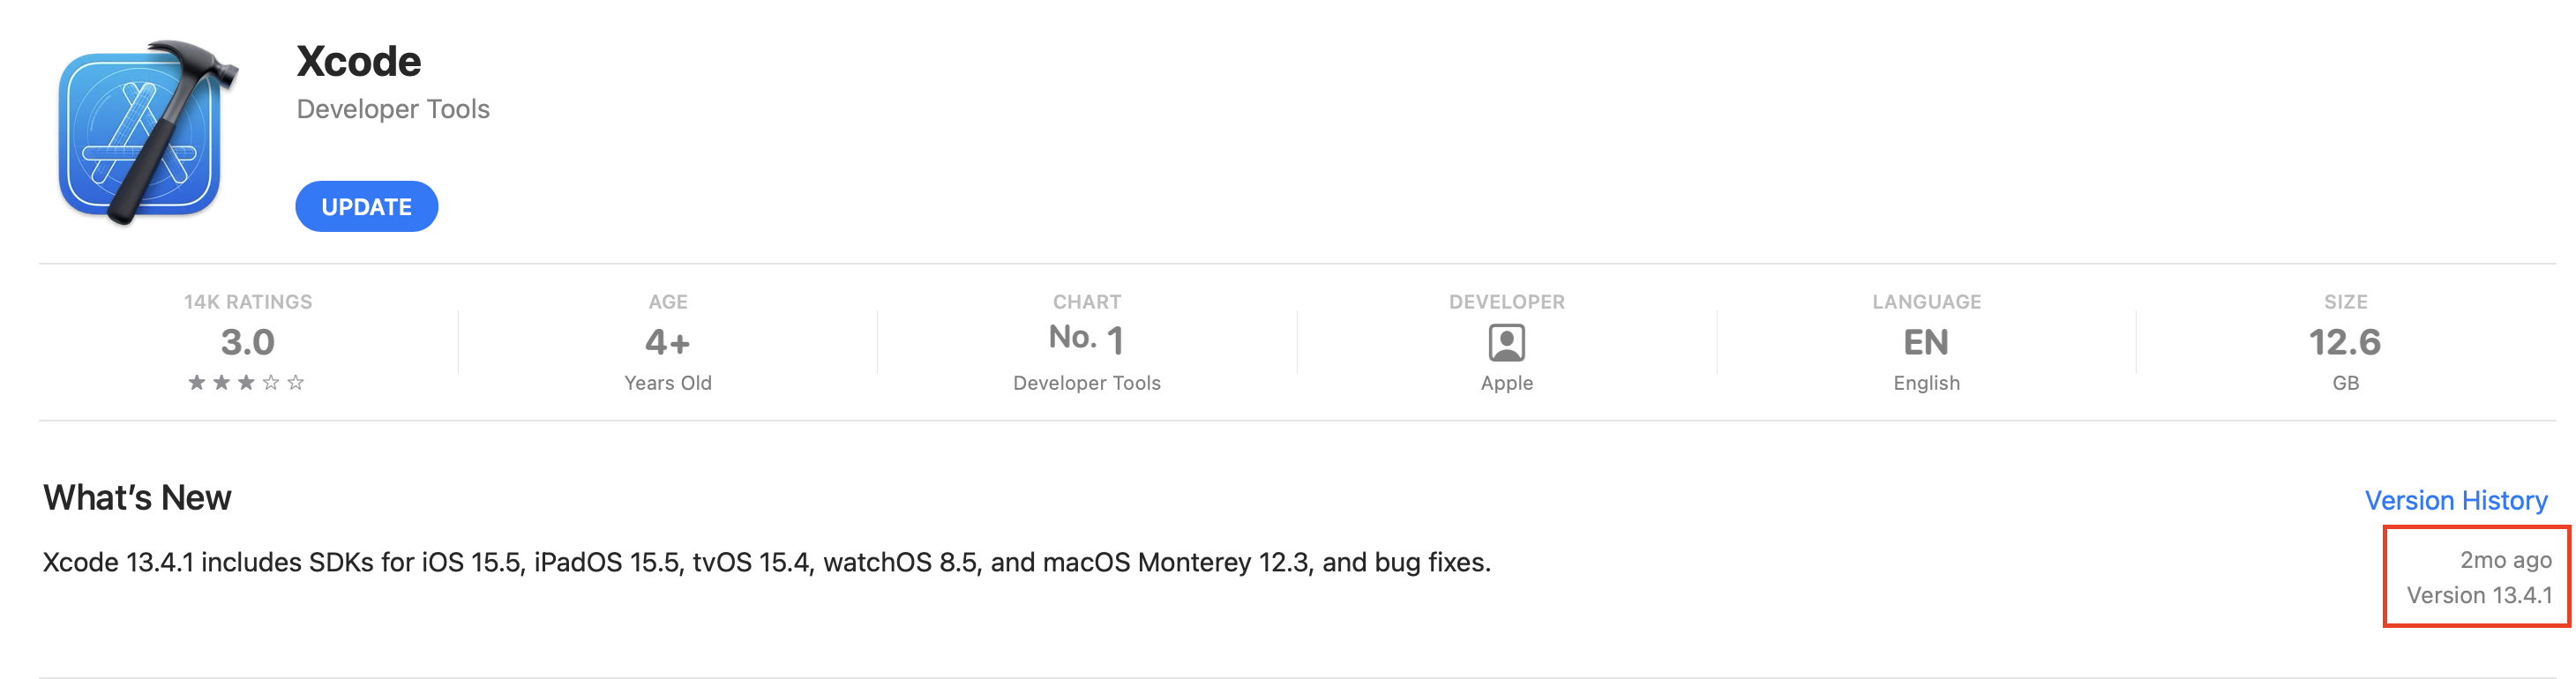 Xcode
Developer Tools
UPDATE
14K RATINGS
3.0
AGE
4+
Years Old
CHART
No. 1
Developer Tools
DEVELOPER
Apple
LANGUAGE
EN
English
SIZE
12.6
GB
What’s New
Version History
Xcode 13.4.1 includes SDKs for iOS 15.5, iPadOS 15.5, tvOS 15.4, watchOS 8.5, and macOS Monterey 12.3, and bug fixes.
2mo ago
Version 13.4.1